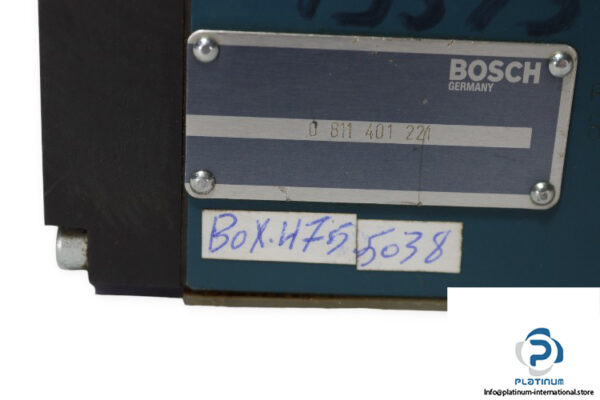 BOSCH
GERMANY
0 811 401 221
BOX.475
5038
PLATINUM
Info@platinum-international.store